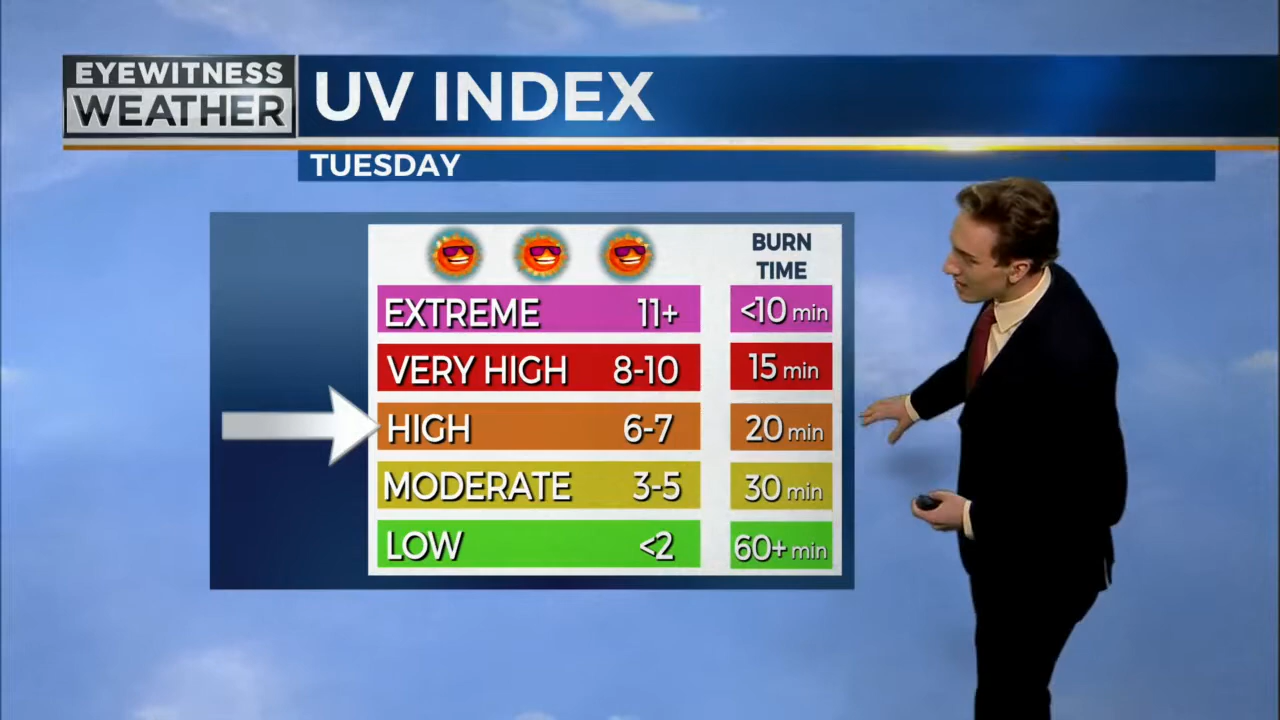 EYEWITNESS
WEATHER
UV INDEX
TUESDAY
BURN
TIME
EXTREME 11+ <10 min
VERY HIGH 8-10 15 min
HIGH 6-7 20 min
MODERATE 3-5 30 min
LOW <2 60+ min